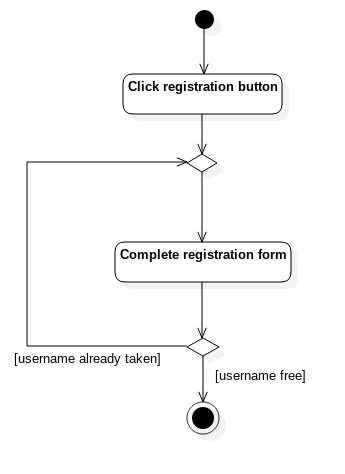 Click registration button
Complete registration form
[username already taken]
[username free]